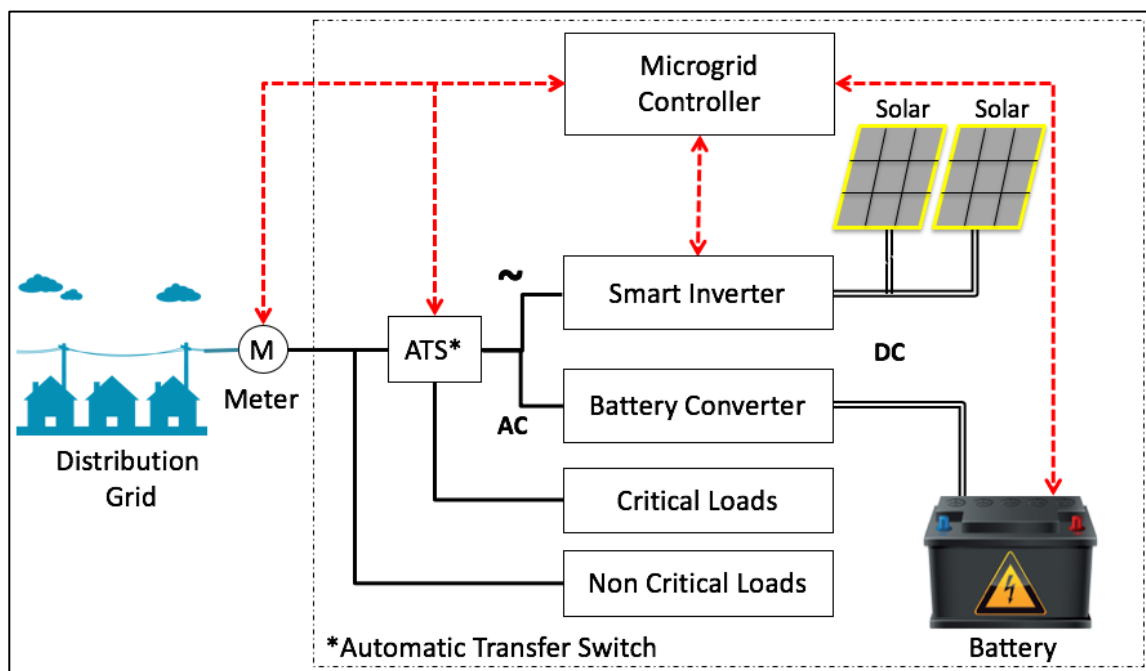 Microgrid
Controller
Solar
Solar
~
Smart Inverter
M
ATS*
DC
Meter
Battery Converter
AC
Distribution
Grid
Critical Loads
Non Critical Loads
*Automatic Transfer Switch
Battery